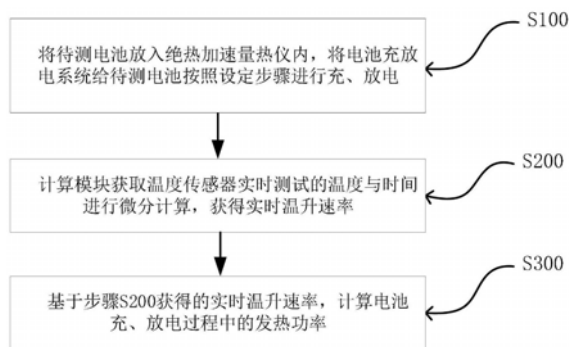 S100
将待测电池放入绝热加速量热仪内，将电池充放
电系统给待测电池按照设定步骤进行充、放电
S200
计算模块获取温度传感器实时测试的温度与时间
进行微分计算，获得实时温升速率
S300
基于步骤S200获得的实时温升速率，计算电池
充、放电过程中的发热功率